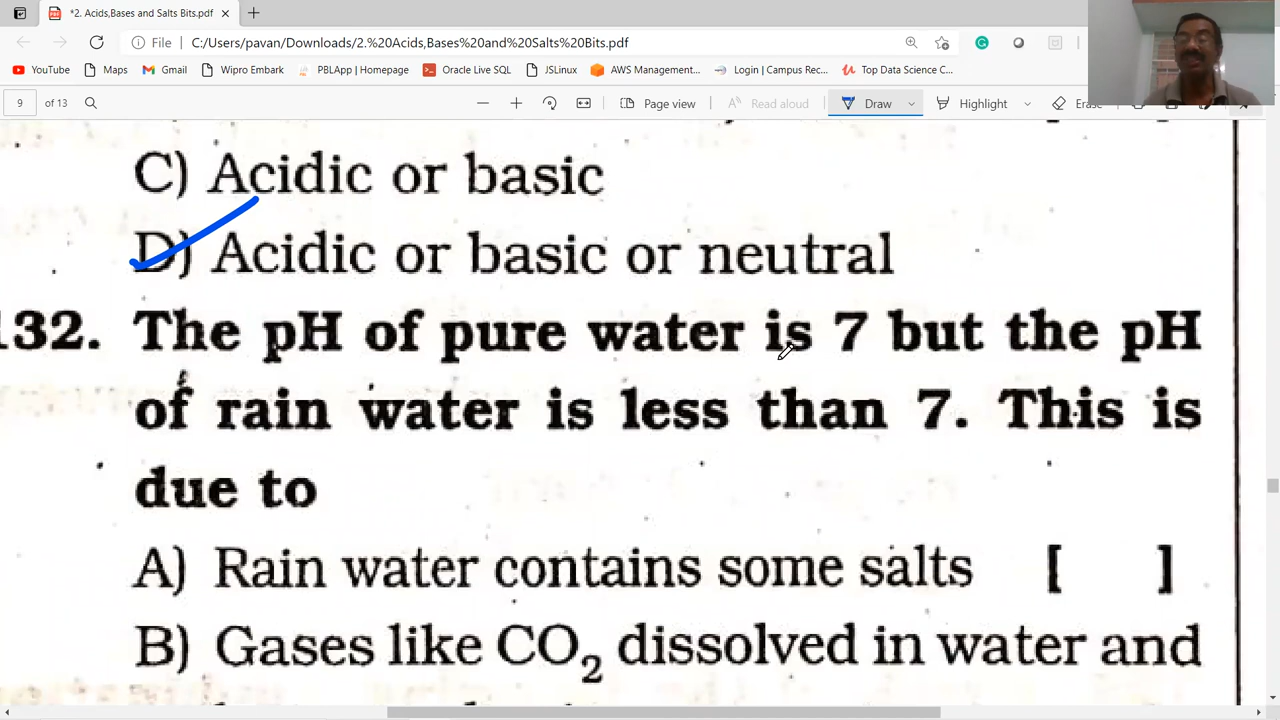 *2. Acids,Bases and Salts Bits.pdf
File C:/Users/pavan/Downloads/2.%20Acids,Bases%20and%20Salts%20Bits.pdf
YouTube Maps Gmail Wipro Embark PBLApp | Homepage Online Live SQL JSLinux AWS Management... Login | Campus Rec... Top Data science C...
9 of 13 Page view Read aloud Draw Highlight Erase
C) Acidic or basic
D) Acidic or basic or neutral
132. The pH of pure water is 7 but the pH
of rain water is less than 7. This is
due to
A) Rain water contains some salts [ ]
B) Gases like CO₂ dissolved in water and